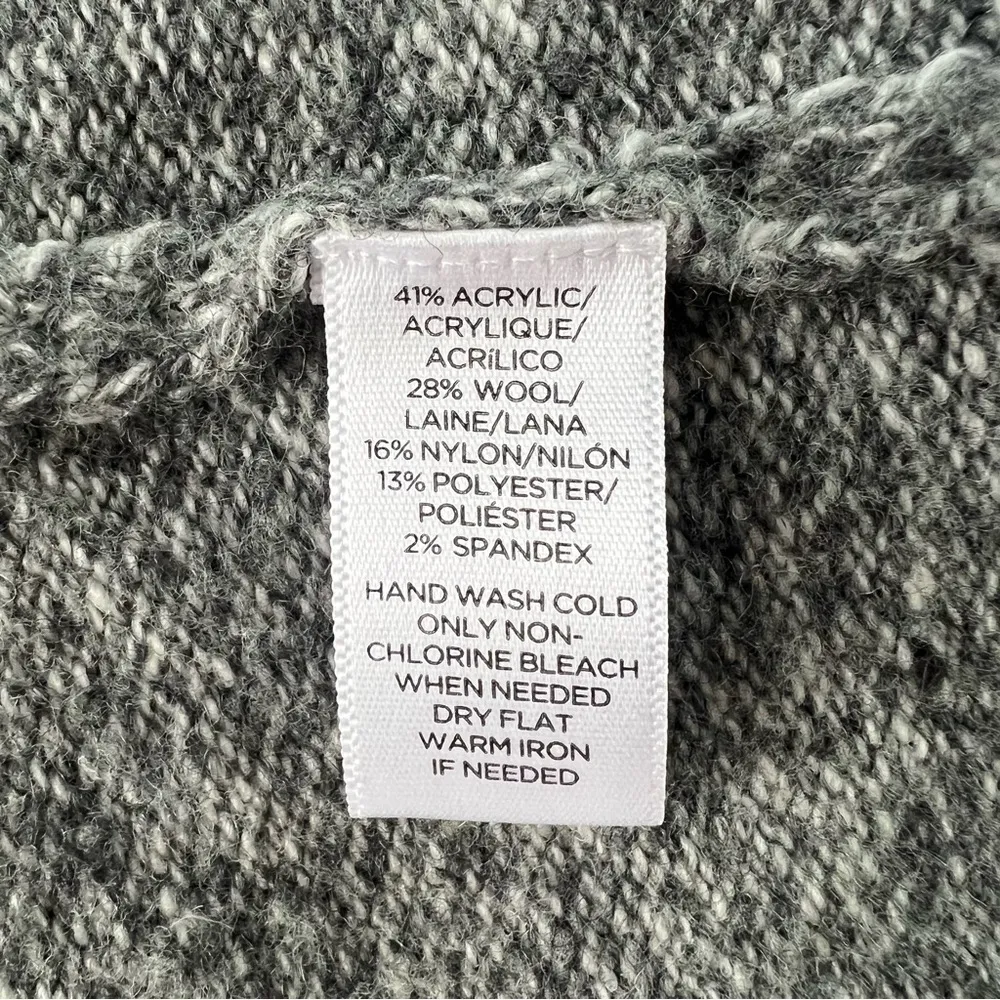 41% ACRYLIC/
ACRYLIQUE/
ACRÍLICO
28% WOOL/
LAINE/LANA
16% NYLON/NILÓN
13% POLYESTER/
POLIÉSTER
2% SPANDEX
HAND WASH COLD
ONLY NON-
CHLORINE BLEACH
WHEN NEEDED
DRY FLAT
WARM IRON
IF NEEDED